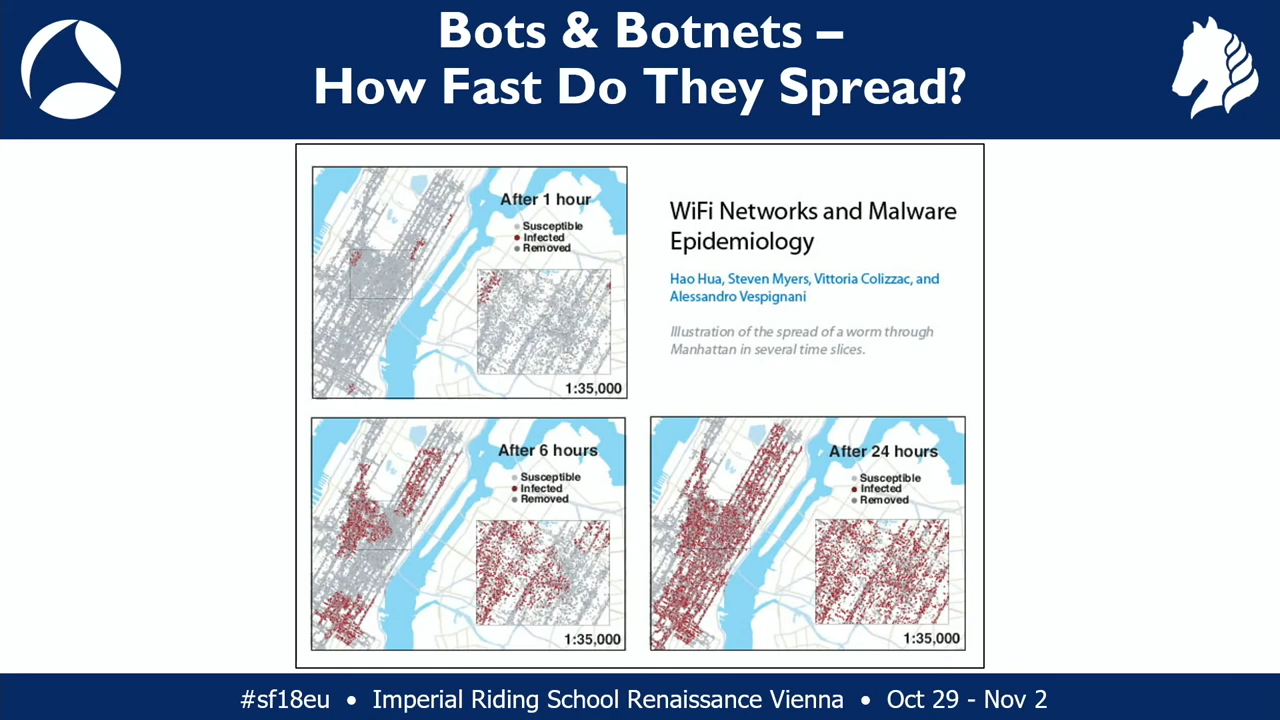 Bots & Botnets –
How Fast Do They Spread?
After 1 hour
Susceptible
Infected
Removed
1:35,000
WiFi Networks and Malware
Epidemiology
Hao Hua, Steven Myers, Vittoria Colizzac, and
Alessandro Vespignani
Illustration of the spread of a worm through
Manhattan in several time slices.
After 6 hours
Susceptible
Infected
Removed
1:35,000
After 24 hours
Susceptible
Infected
Removed
1:35,000
#sf18eu • Imperial Riding School Renaissance Vienna • Oct 29 - Nov 2